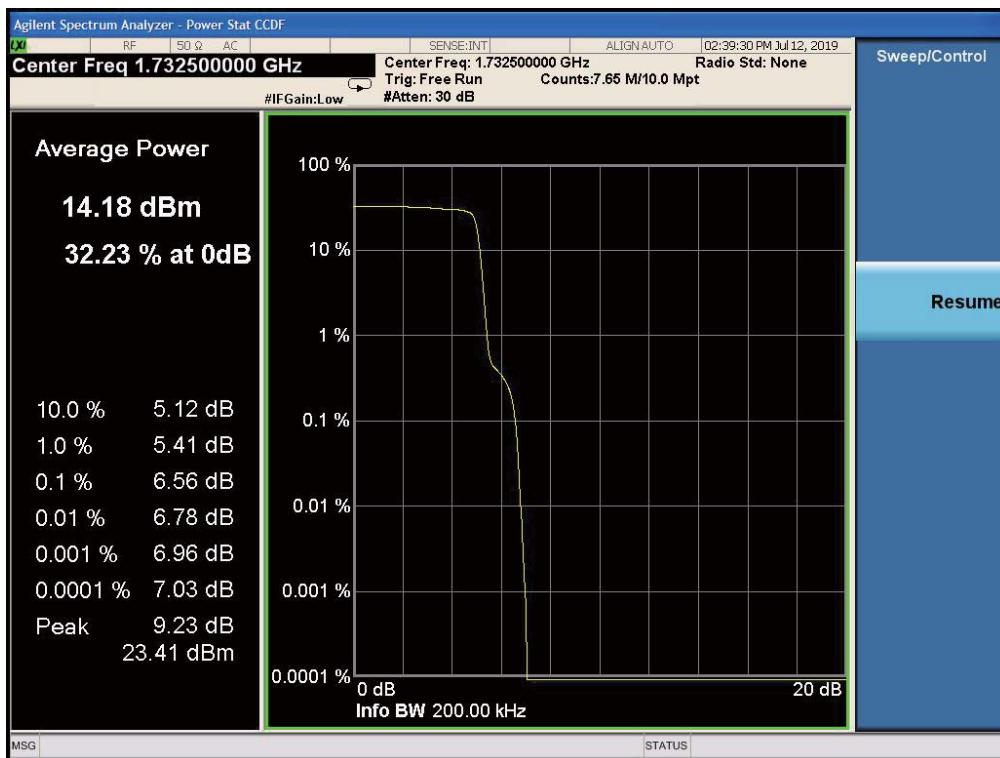 Agilent Spectrum Analyzer - Power Stat CCDF
LXI RF 50 Ω AC SENSE:INT ALIGN AUTO 02:39:30 PM Jul 12, 2019
Center Freq 1.732500000 GHz
Center Freq: 1.732500000 GHz Radio Std: None
Trig: Free Run Counts:7.65 M/10.0 Mpt
#IFGain:Low #Atten: 30 dB
Sweep/Control
Resume
Average Power
14.18 dBm
32.23 % at 0dB
10.0 % 5.12 dB
1.0 % 5.41 dB
0.1 % 6.56 dB
0.01 % 6.78 dB
0.001 % 6.96 dB
0.0001 % 7.03 dB
Peak 9.23 dB
23.41 dBm
100 %
10 %
1 %
0.1 %
0.01 %
0.001 %
0.0001 %
0 dB 20 dB
Info BW 200.00 kHz
MSG STATUS